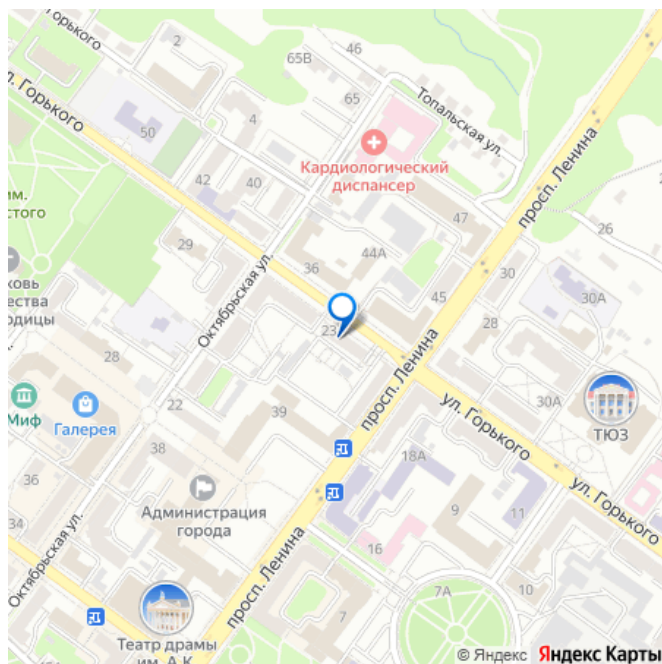 Горького
2
65В
46
ул. Горького
65
4
50
Топальская ул.
просп. Ленина
Кардиологический
диспансер
42
40
им.
стого
47
26
29
44А
36
30
30А
ковь
ества
одицы
Октябрьская ул.
45
28
23
28
просп. Ленина
Миф
Галерея
22
ул. Горького
30А
ТЮЗ
39
38
18А
36
ул. Горького
Администрация
города
34
9
11
Октябрьская ул.
16
просп. Ленина
7А
10
7
Театр драмы
им. А.К.
© Яндекс Яндекс Карты